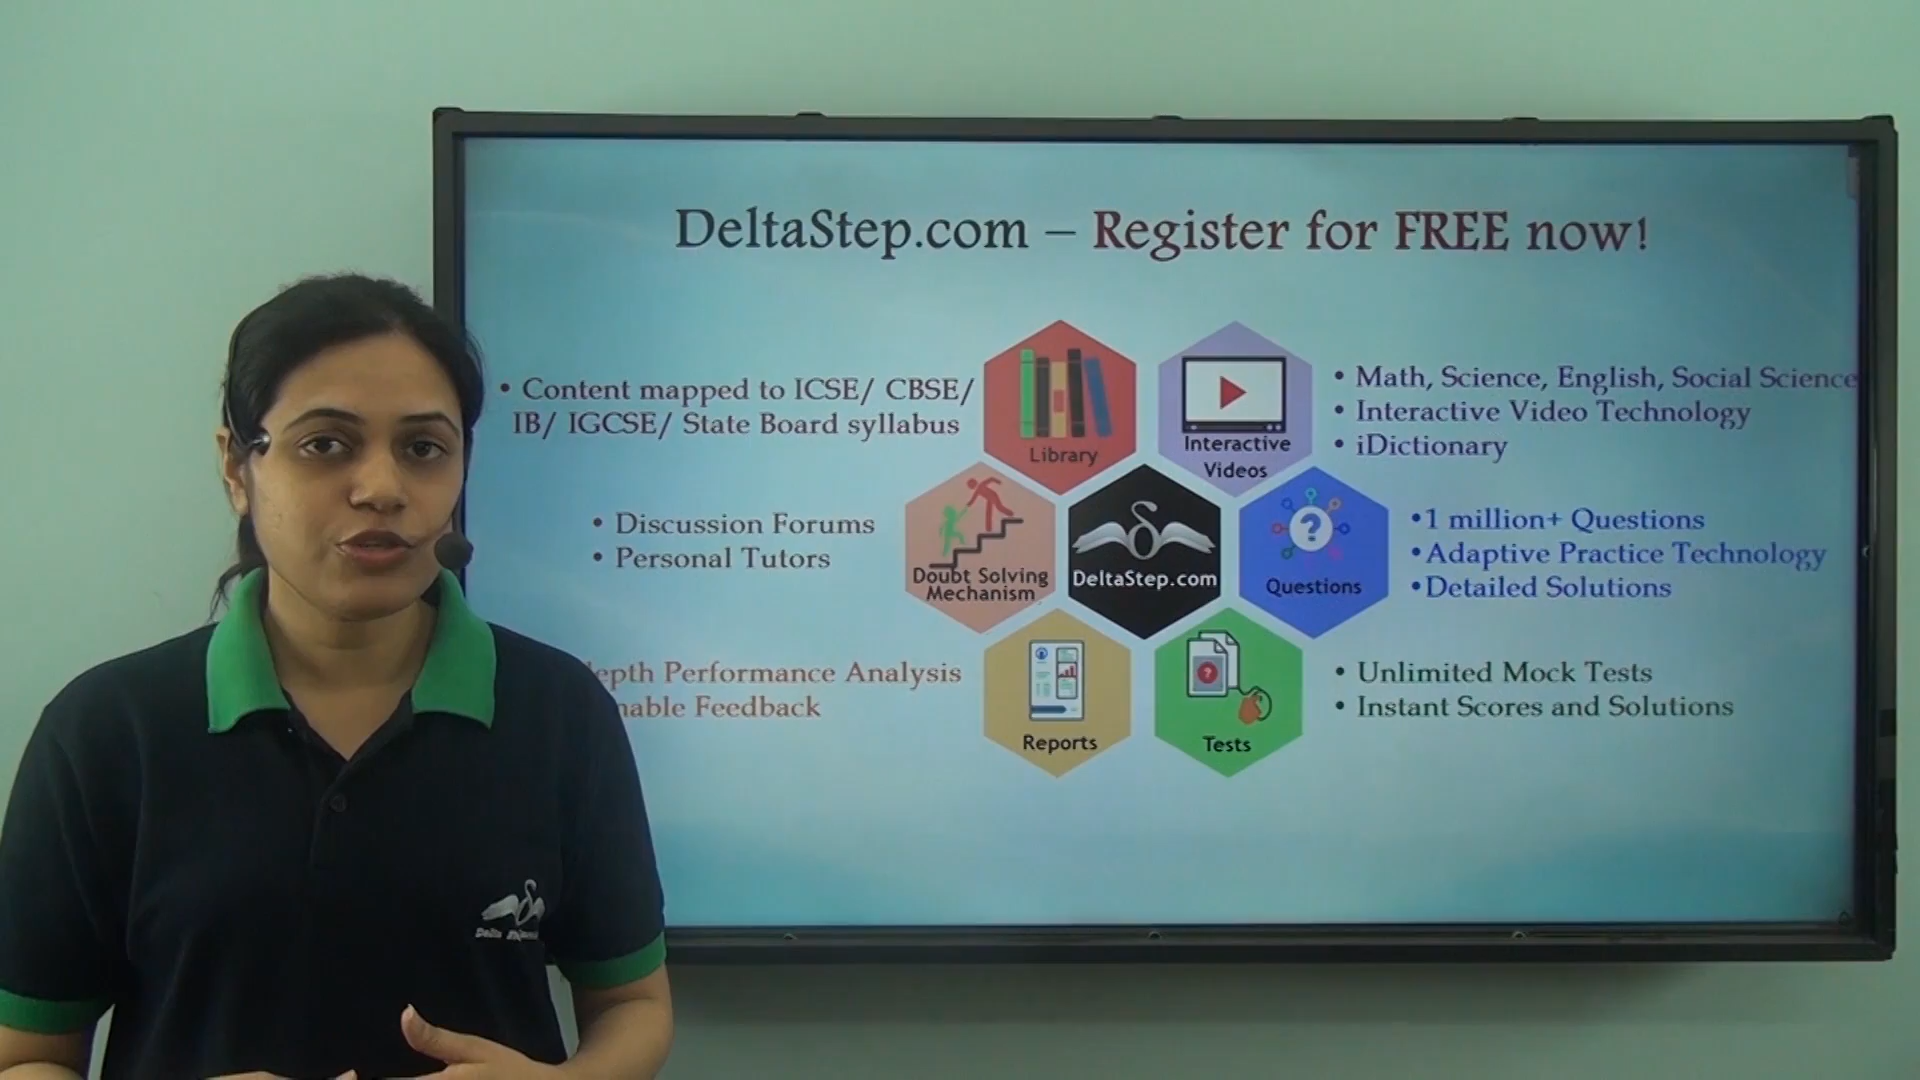 DeltaStep.com – Register for FREE now!
• Content mapped to ICSE/ CBSE/
IB/ IGCSE/ State Board syllabus
Library
Interactive
Videos
• Math, Science, English, Social Science
• Interactive Video Technology
• iDictionary
• Discussion Forums
• Personal Tutors
Doubt Solving
Mechanism
DeltaStep.com
?
Questions
•1 million+ Questions
•Adaptive Practice Technology
•Detailed Solutions
epth Performance Analysis
nable Feedback
Reports
?
Tests
• Unlimited Mock Tests
• Instant Scores and Solutions
Delta